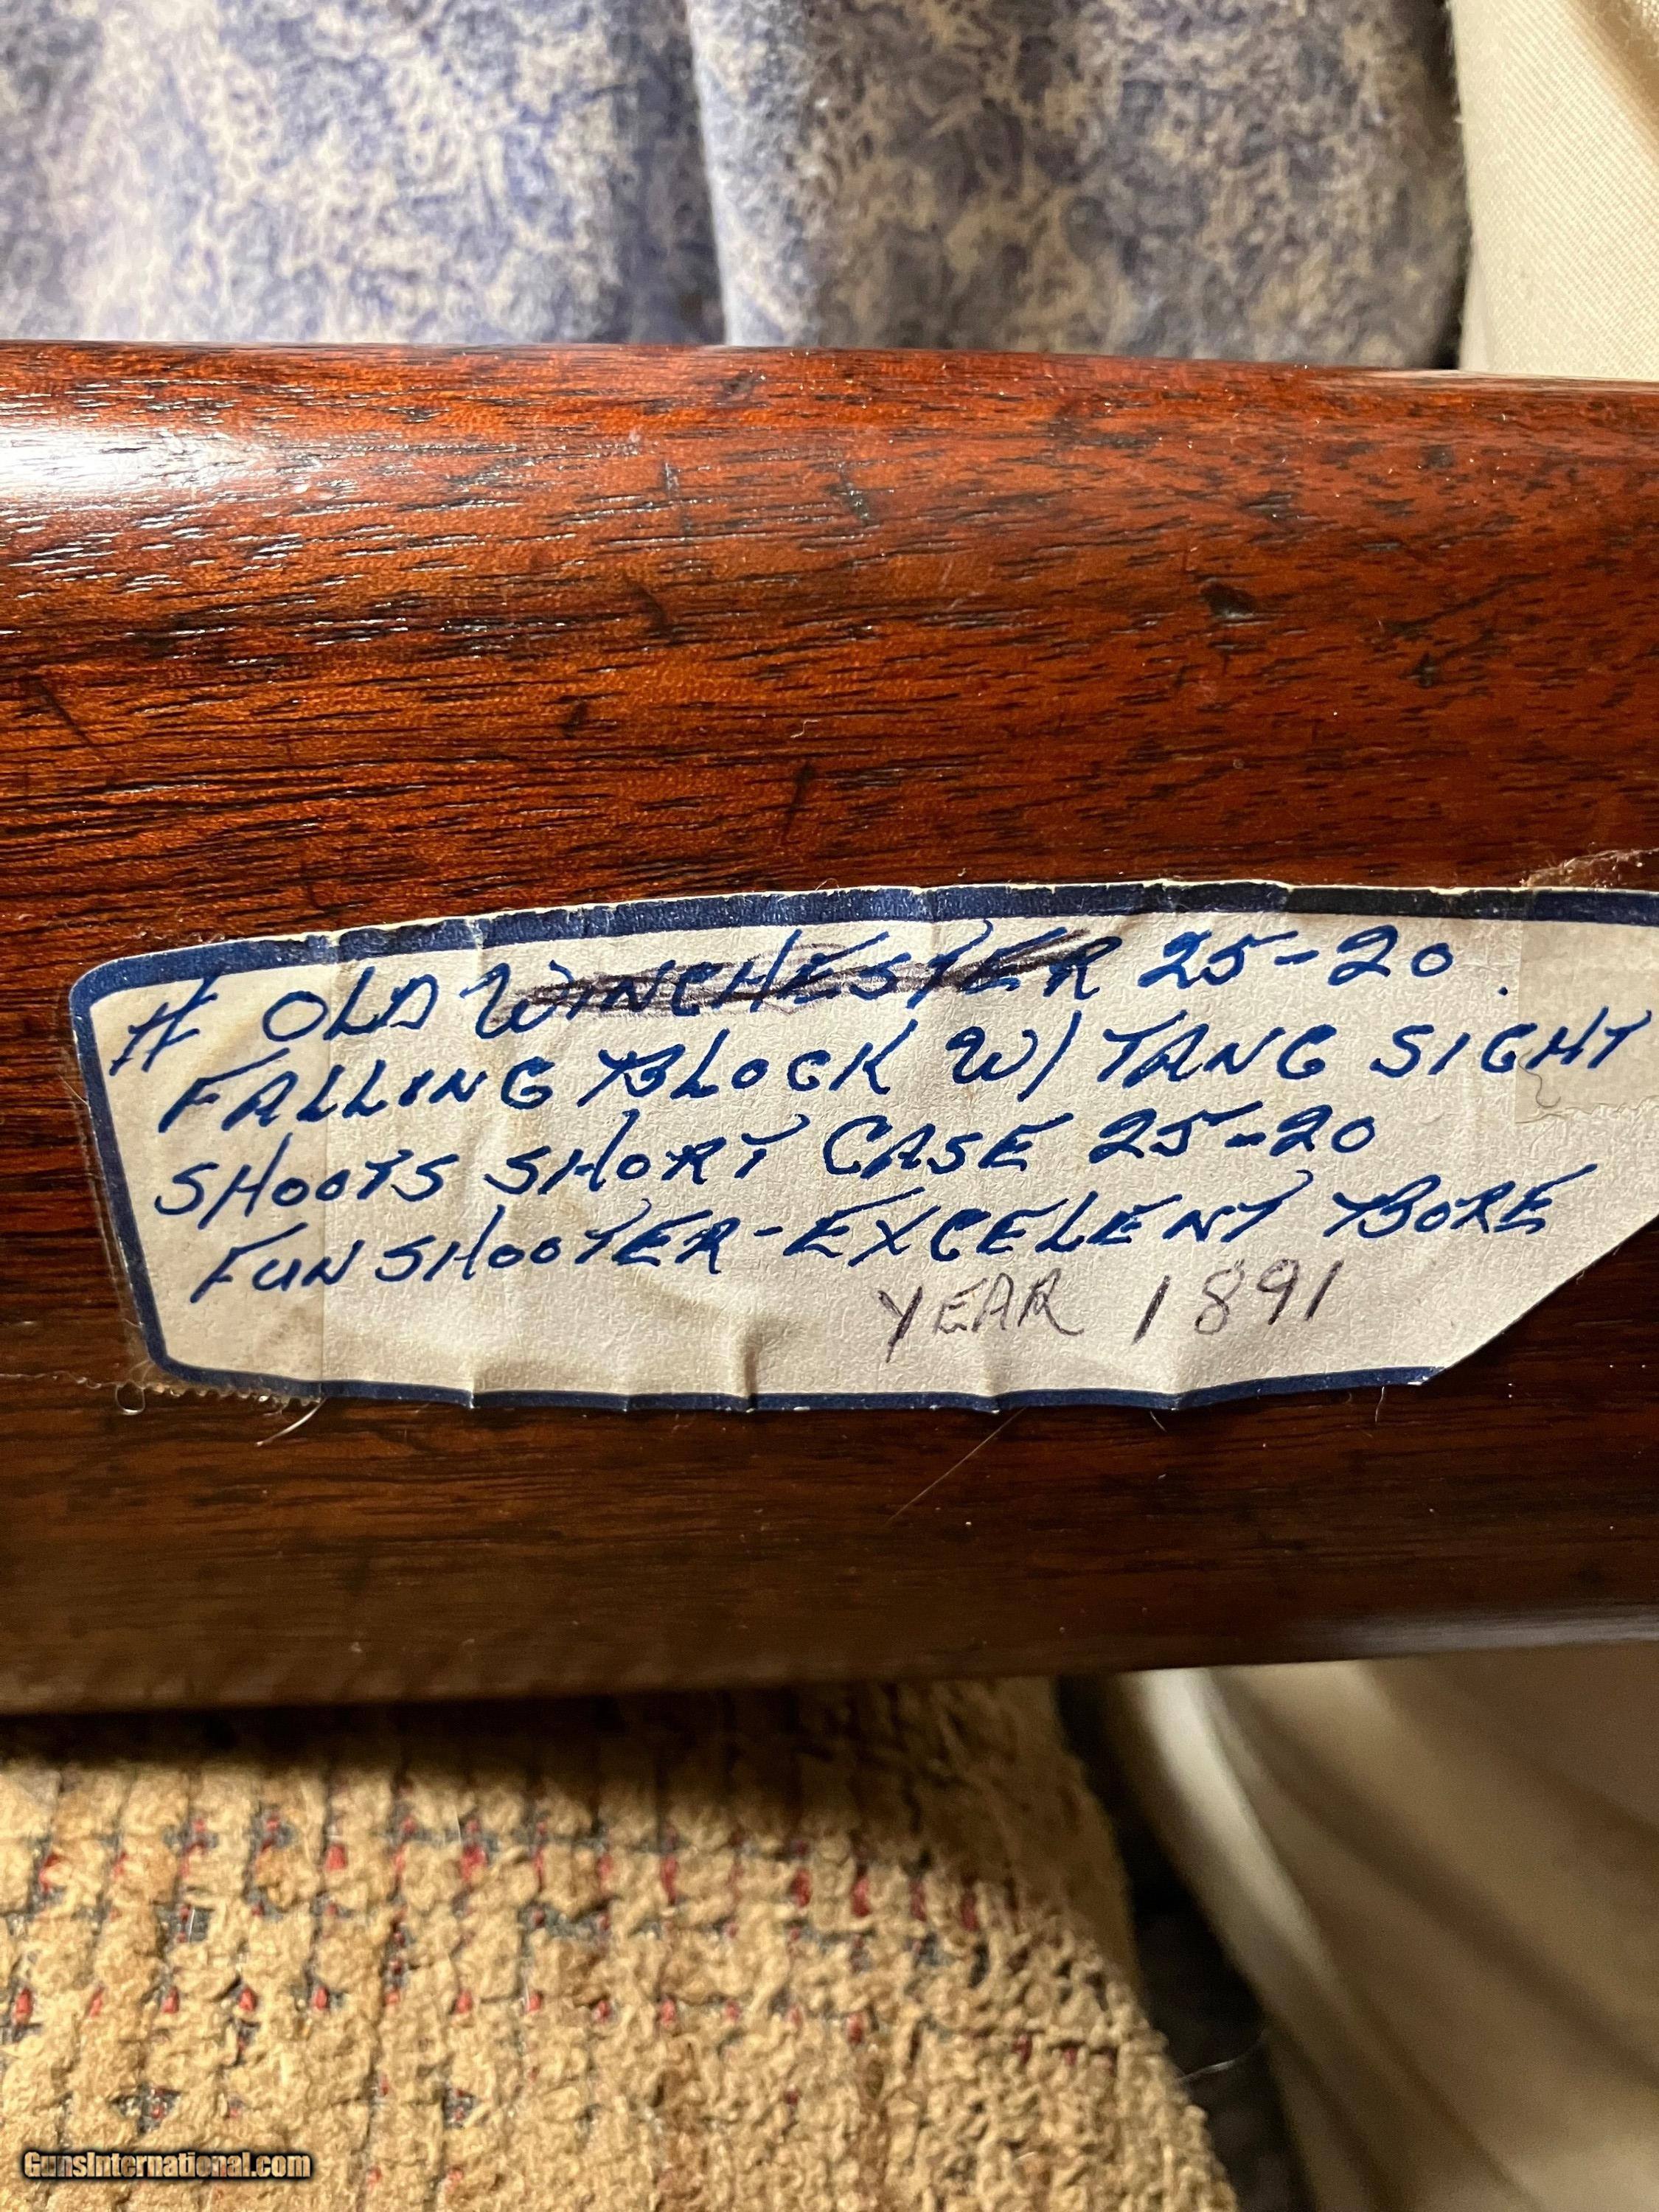 # OLD WINCHESTER 25-20.
FALLING BLOCK W/ TANG SIGHT
SHOOTS SHORT CASE 25-20
FUN SHOOTER - EXCELENT BORE
YEAR 1891
GunsInternational.com